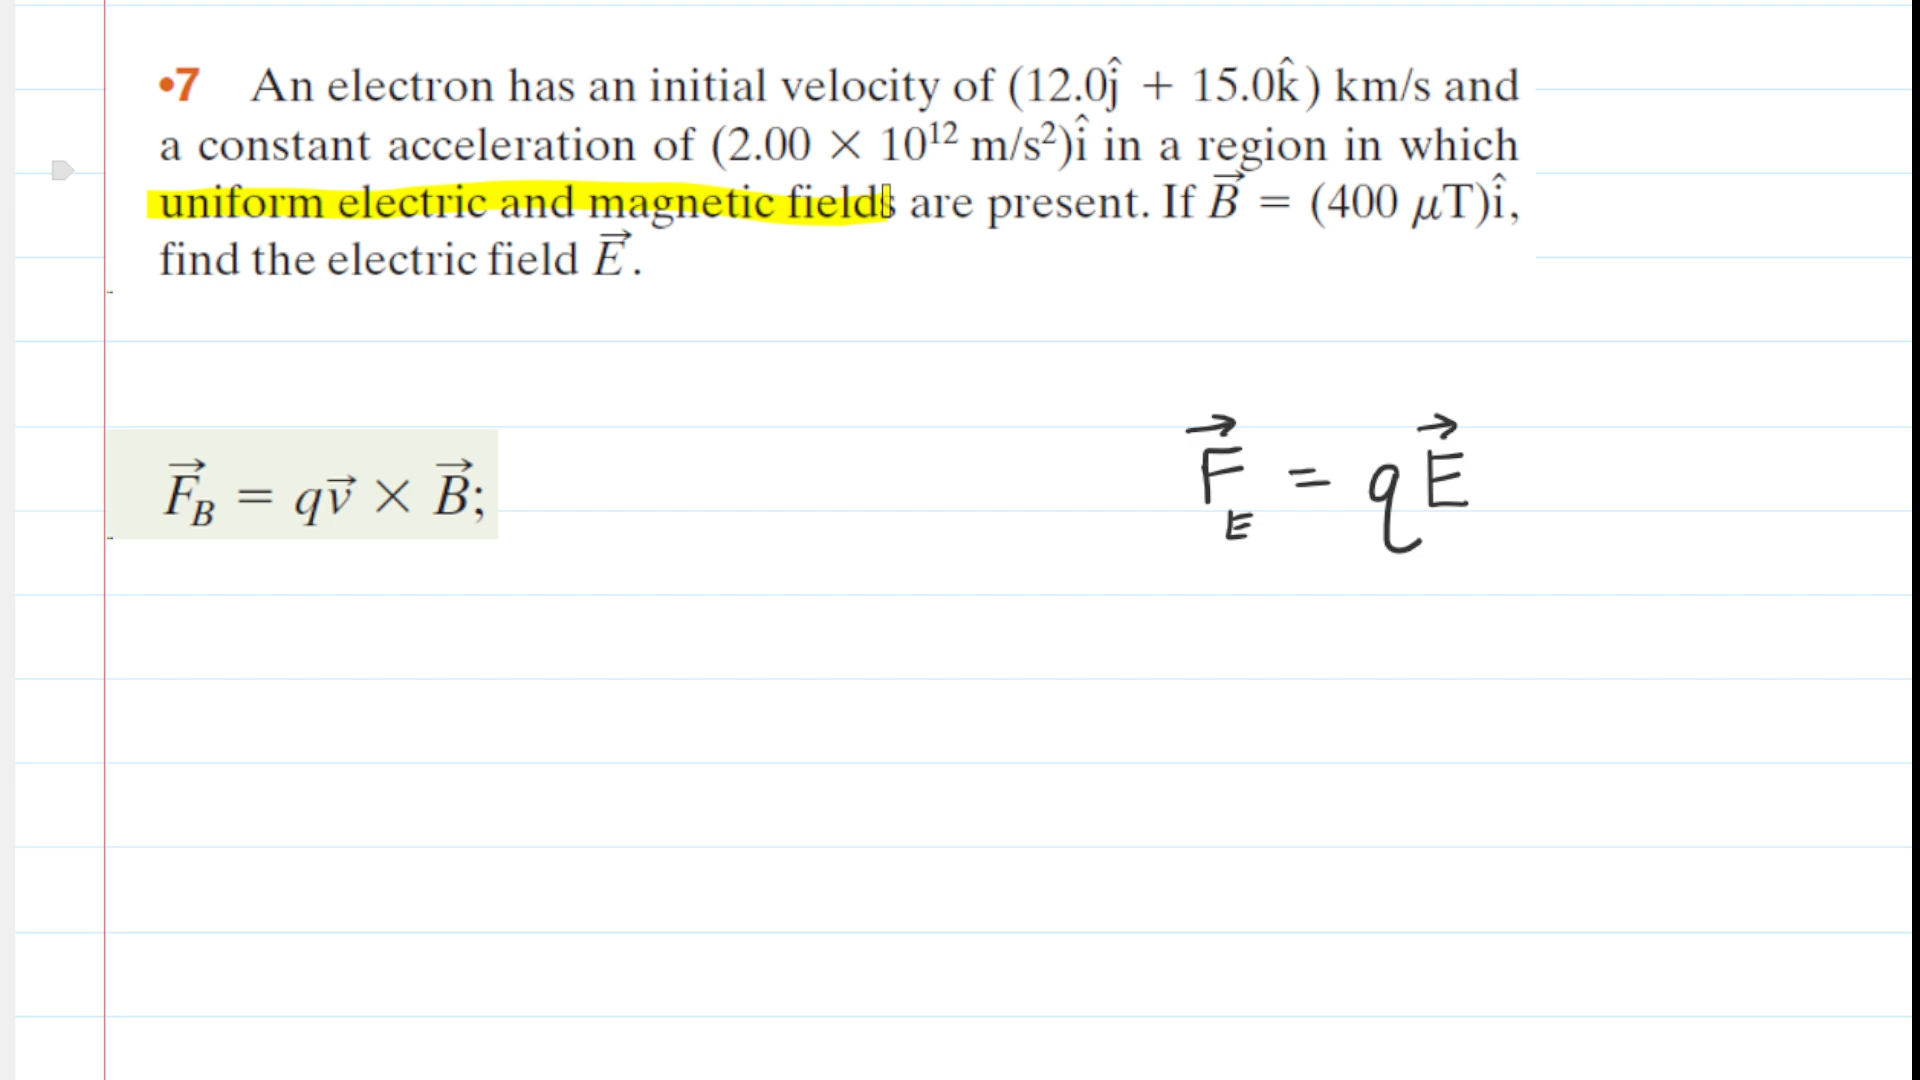 •7 An electron has an initial velocity of (12.0ĵ + 15.0k̂) km/s and
a constant acceleration of (2.00 × 10¹² m/s²)î in a region in which
uniform electric and magnetic fields are present. If B⃗ = (400 μT)î,
find the electric field E⃗.
F⃗_B = qv⃗ × B⃗;
F⃗_E = qE⃗